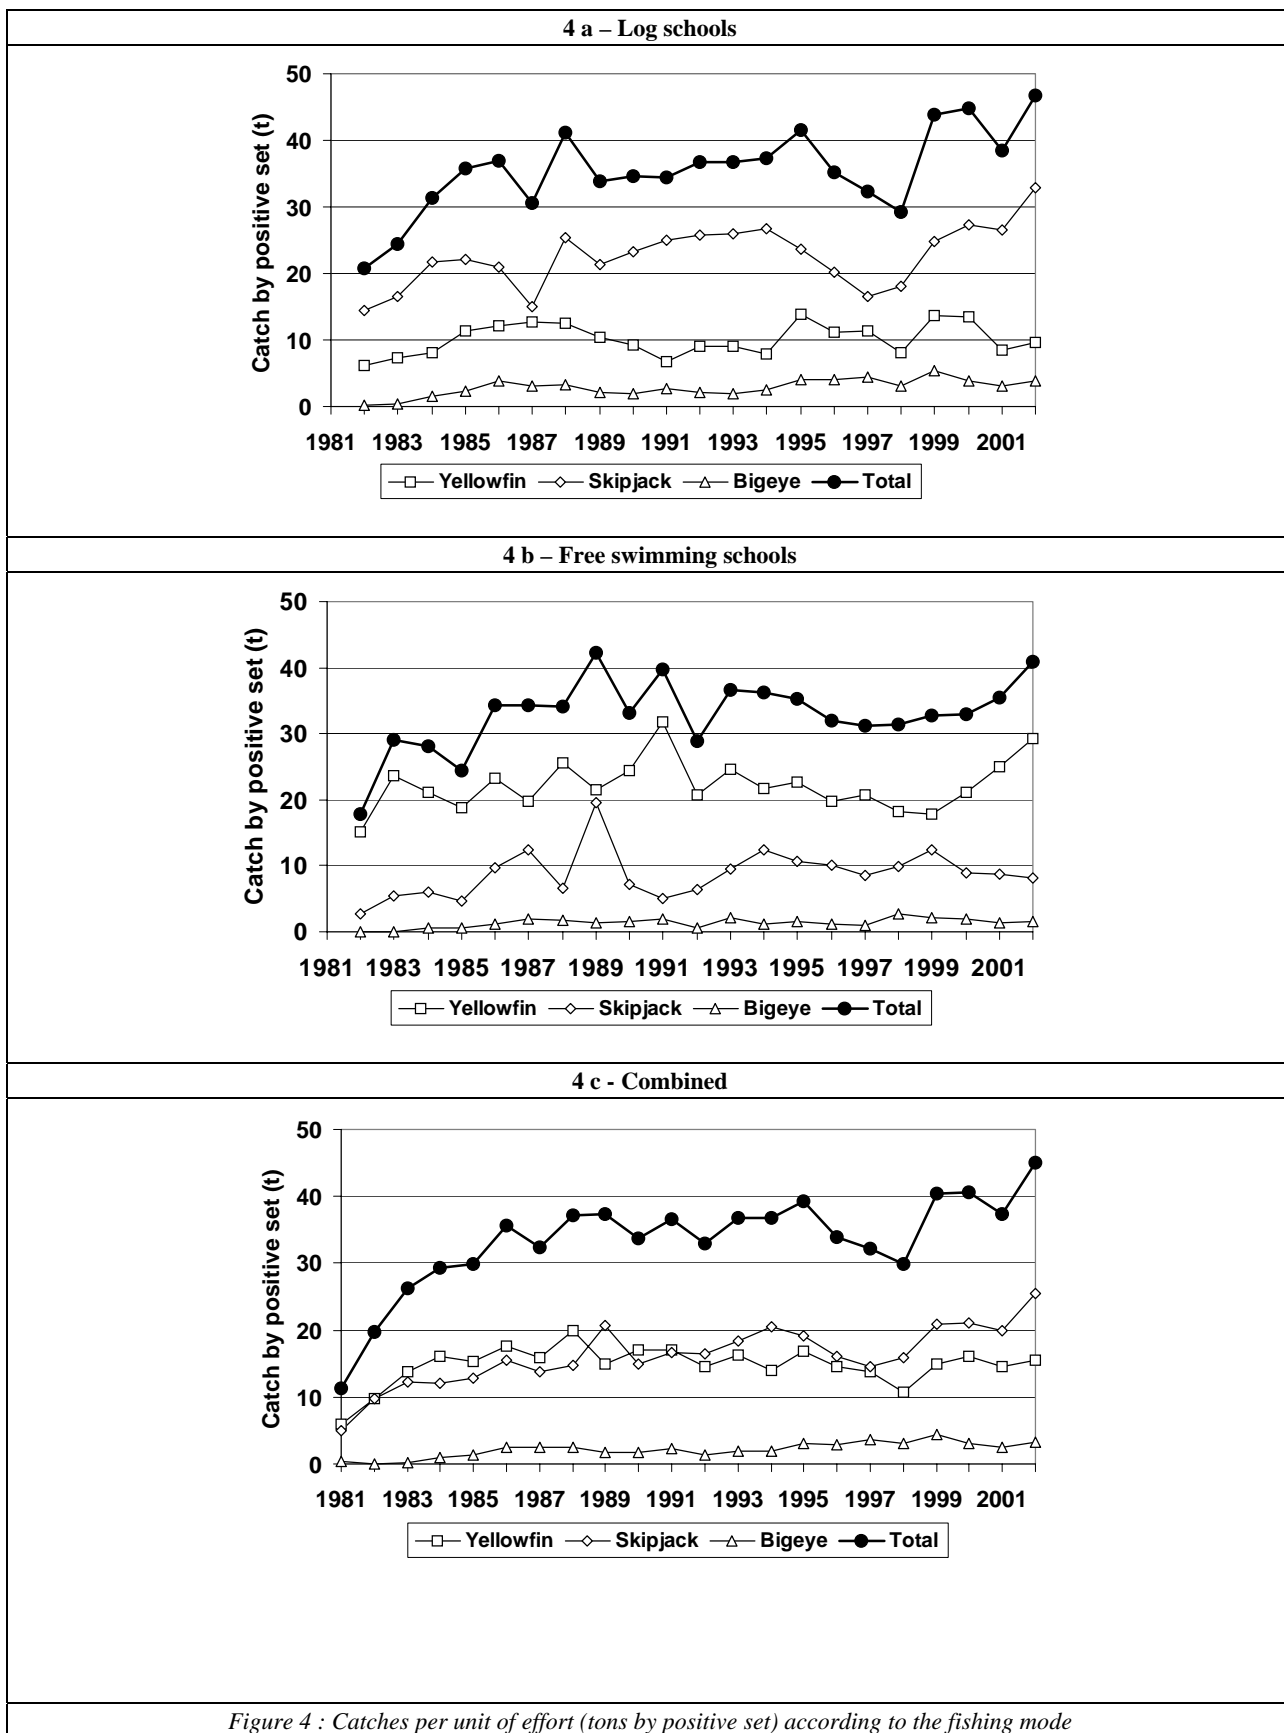 4 a – Log schools
50
40
30
20
10
0
Catch by positive set (t)
1981 1983 1985 1987 1989 1991 1993 1995 1997 1999 2001
Yellowfin Skipjack Bigeye Total
4 b – Free swimming schools
50
40
30
20
10
0
Catch by positive set (t)
1981 1983 1985 1987 1989 1991 1993 1995 1997 1999 2001
Yellowfin Skipjack Bigeye Total
4 c - Combined
50
40
30
20
10
0
Catch by positive set (t)
1981 1983 1985 1987 1989 1991 1993 1995 1997 1999 2001
Yellowfin Skipjack Bigeye Total
Figure 4 : Catches per unit of effort (tons by positive set) according to the fishing mode